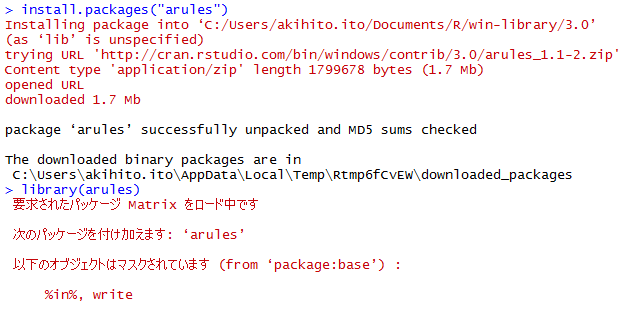 > install.packages("arules")
Installing package into ‘C:/Users/akihito.ito/Documents/R/win-library/3.0’
(as ‘lib’ is unspecified)
trying URL 'http://cran.rstudio.com/bin/windows/contrib/3.0/arules_1.1-2.zip'
Content type 'application/zip' length 1799678 bytes (1.7 Mb)
opened URL
downloaded 1.7 Mb
package ‘arules’ successfully unpacked and MD5 sums checked
The downloaded binary packages are in
C:\Users\akihito.ito\AppData\Local\Temp\Rtmp6fCvEW\downloaded_packages
> library(arules)
要求されたパッケージ Matrix をロード中です
次のパッケージを付け加えます: ‘arules’
以下のオブジェクトはマスクされています (from ‘package:base’) :
%in%, write